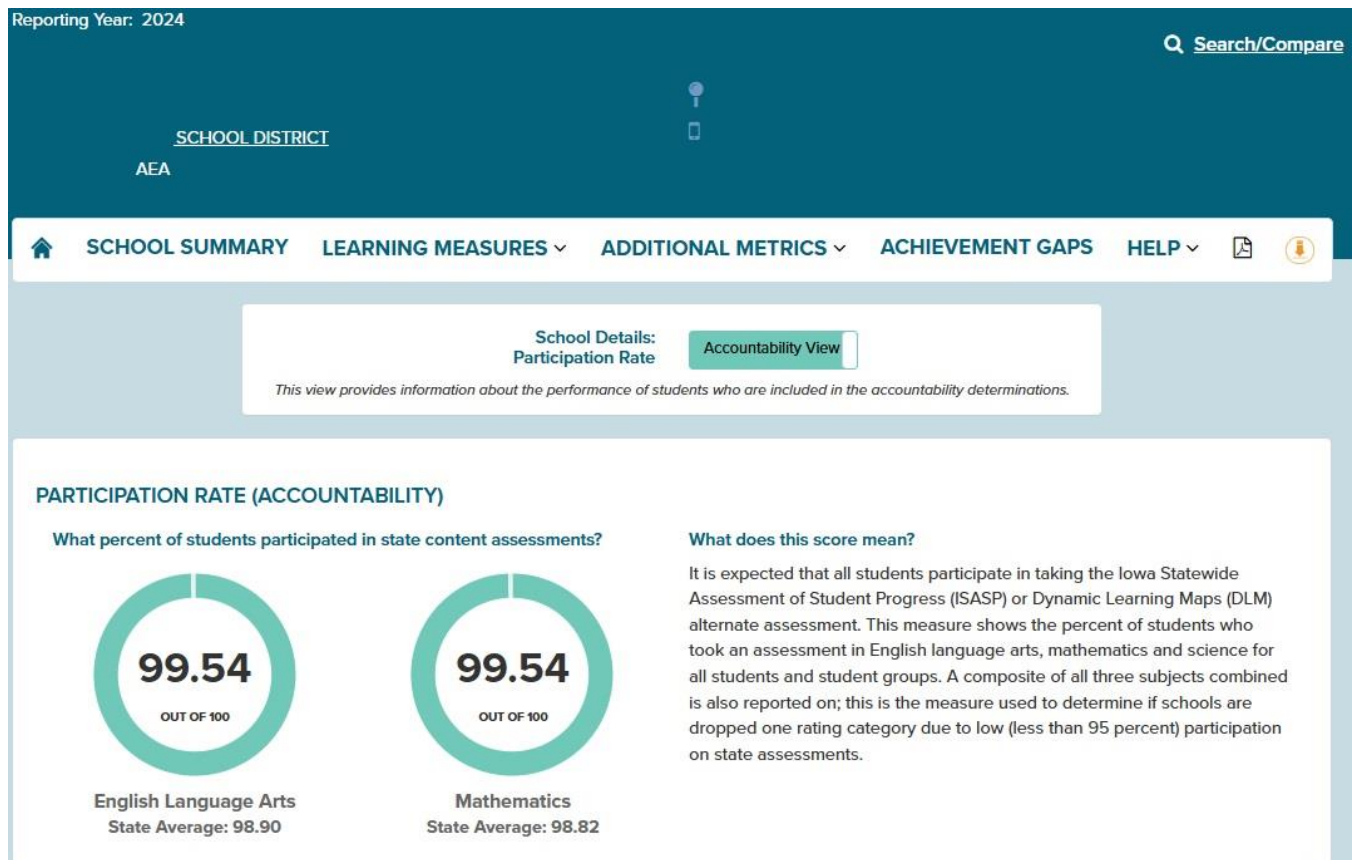 Reporting Year: 2024
Search/Compare
SCHOOL DISTRICT
AEA
SCHOOL SUMMARY LEARNING MEASURES ADDITIONAL METRICS ACHIEVEMENT GAPS HELP
School Details:
Participation Rate
Accountability View
This view provides information about the performance of students who are included in the accountability determinations.
PARTICIPATION RATE (ACCOUNTABILITY)
What percent of students participated in state content assessments?
99.54
OUT OF 100
English Language Arts
State Average: 98.90
99.54
OUT OF 100
Mathematics
State Average: 98.82
What does this score mean?
It is expected that all students participate in taking the Iowa Statewide
Assessment of Student Progress (ISASP) or Dynamic Learning Maps (DLM)
alternate assessment. This measure shows the percent of students who
took an assessment in English language arts, mathematics and science for
all students and student groups. A composite of all three subjects combined
is also reported on; this is the measure used to determine if schools are
dropped one rating category due to low (less than 95 percent) participation
on state assessments.